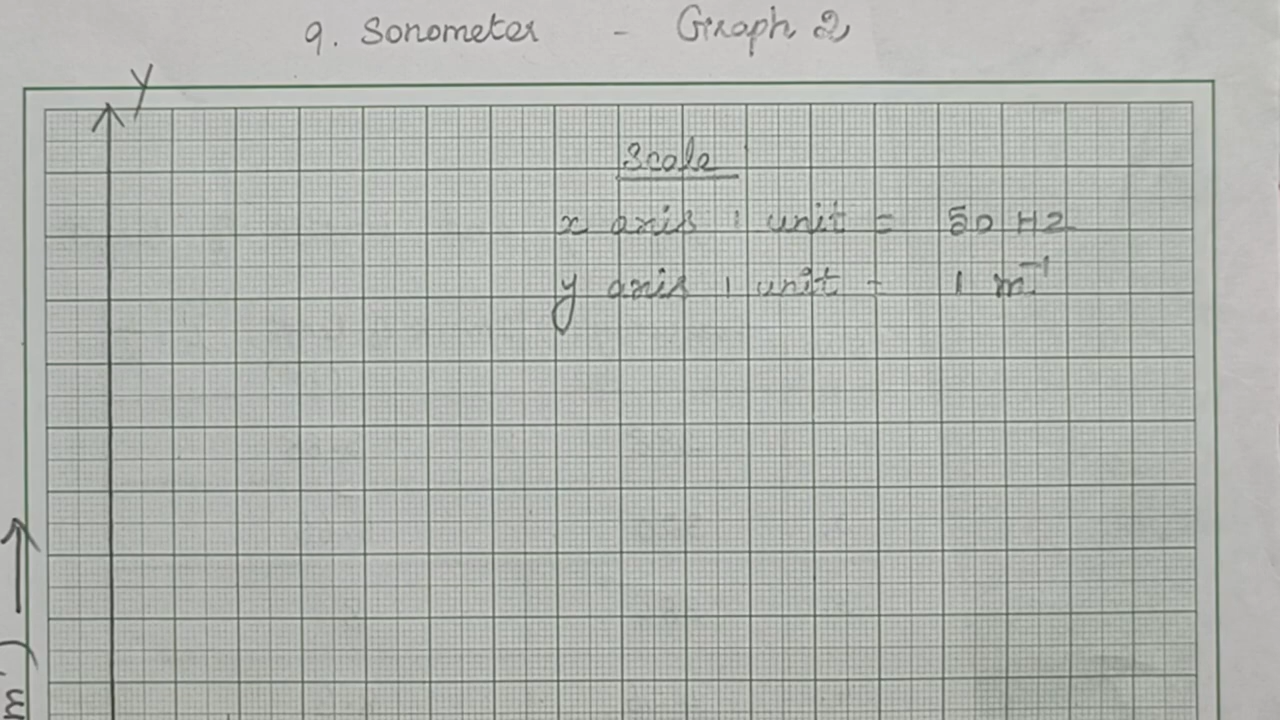 9. Sonometer - Graph 2
Y
Scale
x axis 1 unit = 50 Hz
y axis 1 unit = 1 m⁻¹